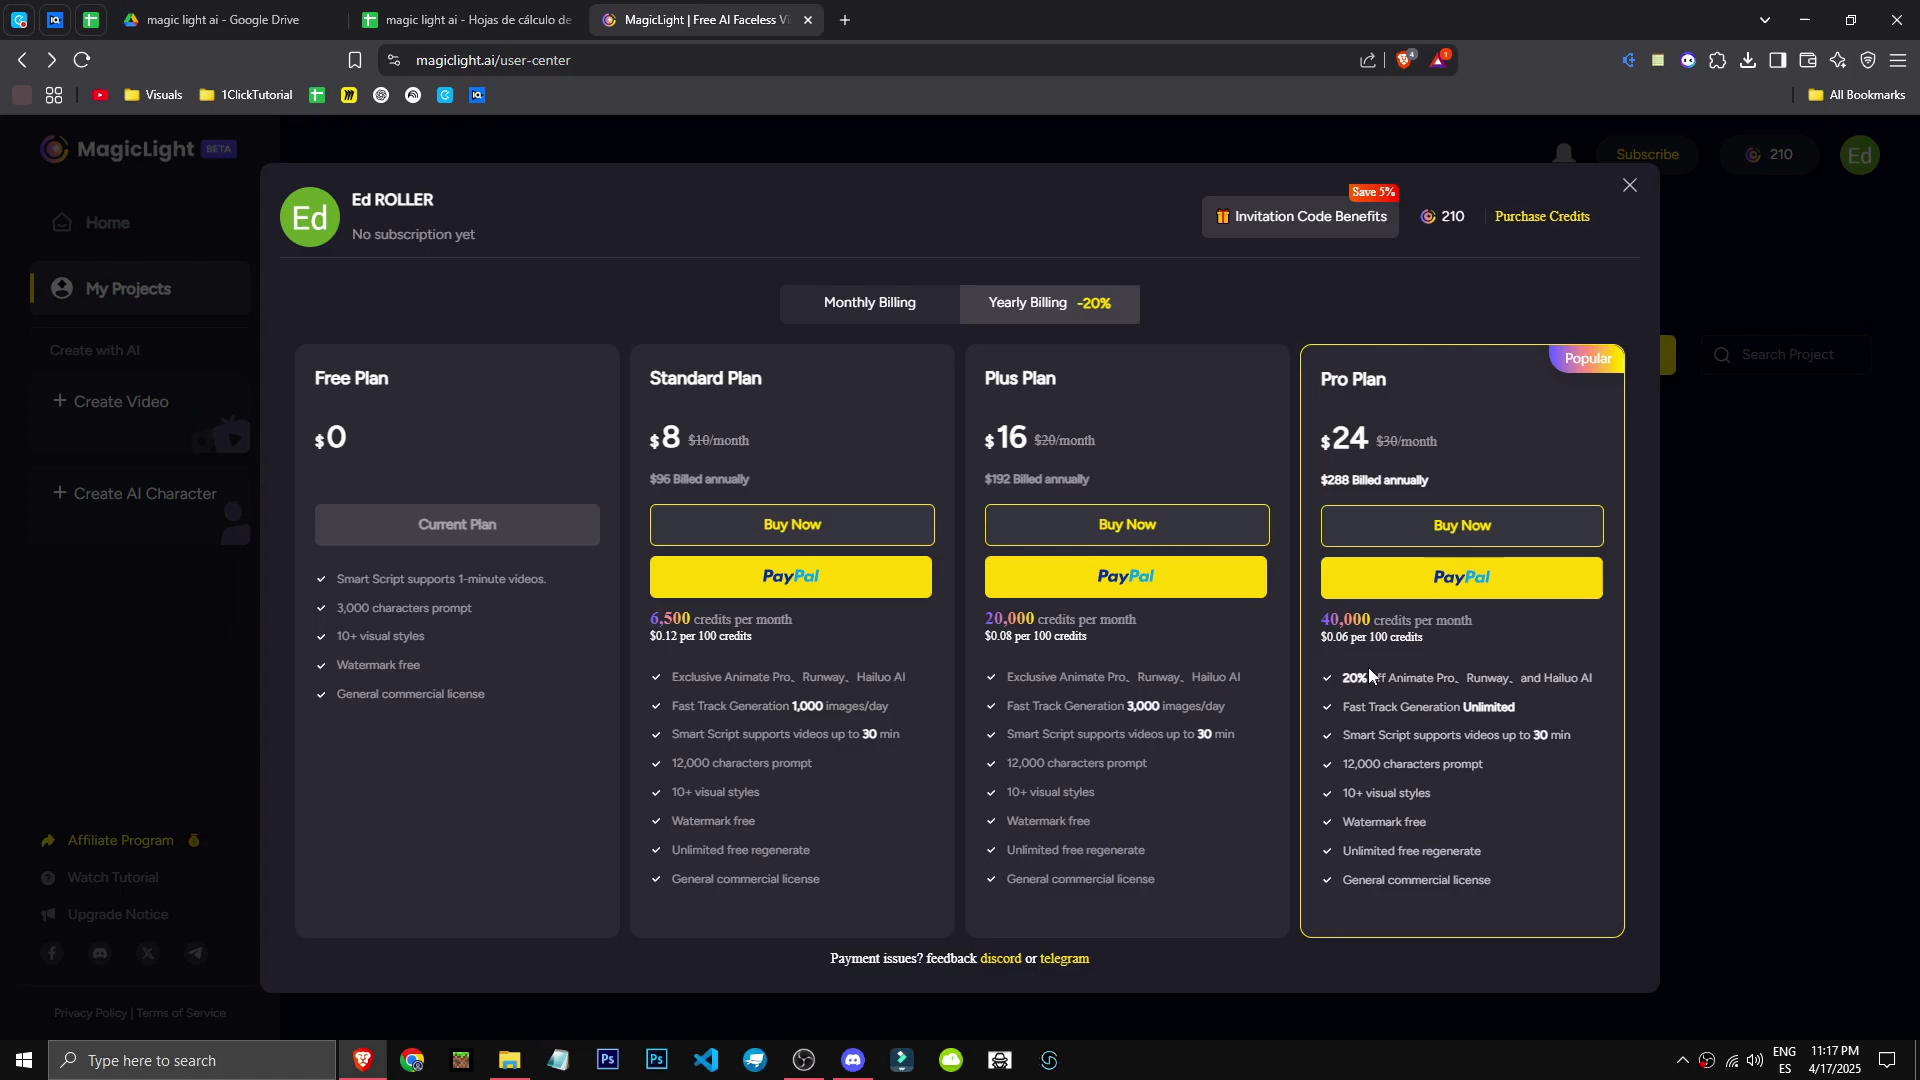 magic light ai - Google Drive
magic light ai - Hojas de cálculo de
MagicLight | Free AI Faceless Vi
magiclight.ai/user-center
4
1
Visuals
1ClickTutorial
All Bookmarks
MagicLight BETA
Subscribe
210
Ed
Home
My Projects
Create with AI
+ Create Video
+ Create AI Character
Search Project
Affiliate Program
Watch Tutorial
Upgrade Notice
Privacy Policy | Terms of Service
Ed
Ed ROLLER
No subscription yet
Save 5%
Invitation Code Benefits
210
Purchase Credits
Monthly Billing
Yearly Billing -20%
Free Plan
$0
Current Plan
Smart Script supports 1-minute videos.
3,000 characters prompt
10+ visual styles
Watermark free
General commercial license
Standard Plan
$8 $10/month
$96 Billed annually
Buy Now
PayPal
6,500 credits per month
$0.12 per 100 credits
Exclusive Animate Pro、Runway、Hailuo AI
Fast Track Generation 1,000 images/day
Smart Script supports videos up to 30 min
12,000 characters prompt
10+ visual styles
Watermark free
Unlimited free regenerate
General commercial license
Plus Plan
$16 $20/month
$192 Billed annually
Buy Now
PayPal
20,000 credits per month
$0.08 per 100 credits
Exclusive Animate Pro、Runway、Hailuo AI
Fast Track Generation 3,000 images/day
Smart Script supports videos up to 30 min
12,000 characters prompt
10+ visual styles
Watermark free
Unlimited free regenerate
General commercial license
Popular
Pro Plan
$24 $30/month
$288 Billed annually
Buy Now
PayPal
40,000 credits per month
$0.06 per 100 credits
20% off Animate Pro、Runway、and Hailuo AI
Fast Track Generation Unlimited
Smart Script supports videos up to 30 min
12,000 characters prompt
10+ visual styles
Watermark free
Unlimited free regenerate
General commercial license
Payment issues? feedback discord or telegram
Type here to search
Ps
Ps
ENG
ES
11:17 PM
4/17/2025